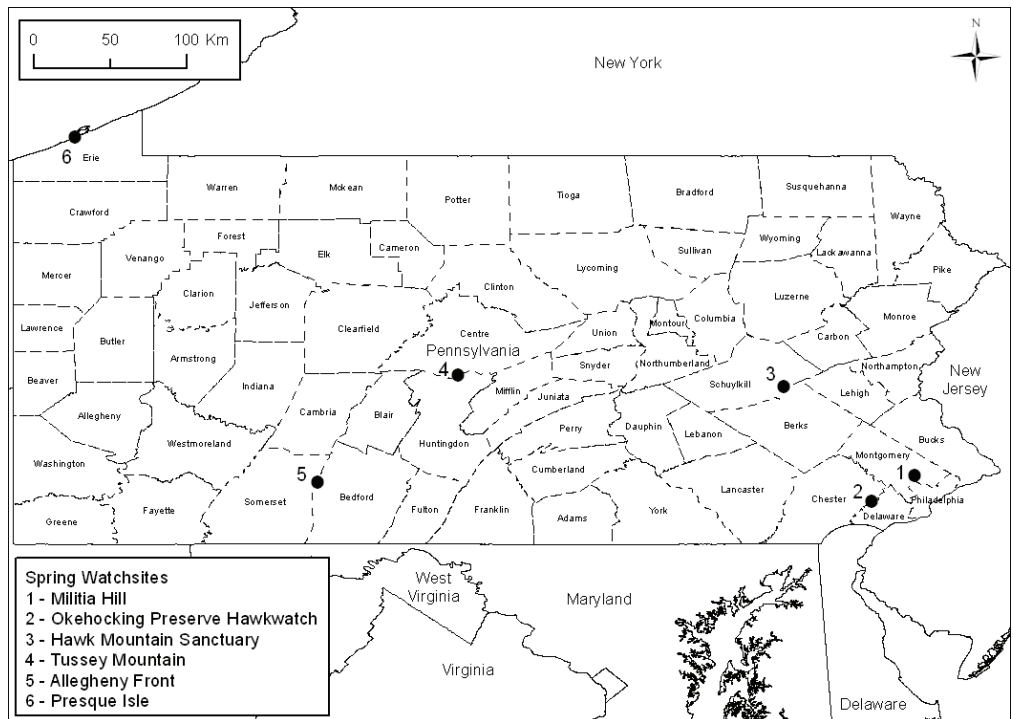 0 50 100 Km
N
New York
6
Erie
Warren
Mckean
Potter
Tioga
Bradford
Susquehanna
Crawford
Wayne
Forest
Wyoming
Venango
Elk
Cameron
Sullivan
Lackawanna
Mercer
Lycoming
Pike
Clarion
Clinton
Luzerne
Jefferson
Lawrence
Clearfield
Centre
Union
Montour
Columbia
Monroe
Butler
Pennsylvania
Carbon
Armstrong
Snyder
Northumberland
Northampton
4
Beaver
Indiana
Mifflin
Juniata
Schuylkill
3
Lehigh
New
Jersey
Allegheny
Cambria
Blair
Perry
Dauphin
Lebanon
Berks
Westmoreland
Huntingdon
Bucks
Washington
Cumberland
Montgomery
5
1
Somerset
Bedford
Lancaster
Chester
2
Philadelphia
Greene
Fayette
Fulton
Franklin
Adams
York
Delaware
Spring Watchsites
1 - Militia Hill
2 - Okehocking Preserve Hawkwatch
3 - Hawk Mountain Sanctuary
4 - Tussey Mountain
5 - Allegheny Front
6 - Presque Isle
West
Virginia
Maryland
Virginia
Delaware